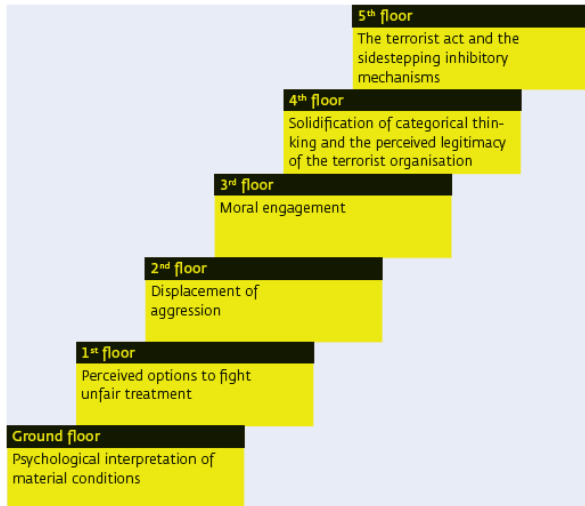 5th floor
The terrorist act and the
sidestepping inhibitory
mechanisms
4th floor
Solidification of categorical thin-
king and the perceived legitimacy
of the terrorist organisation
3rd floor
Moral engagement
2nd floor
Displacement of
aggression
1st floor
Perceived options to fight
unfair treatment
Ground floor
Psychological interpretation of
material conditions